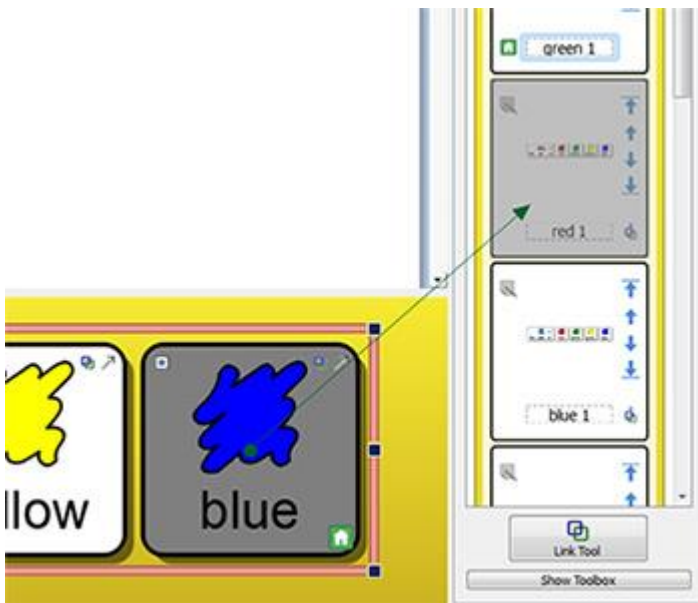 green 1
red 1
blue 1
llow
blue
Link Tool
Show Toolbox